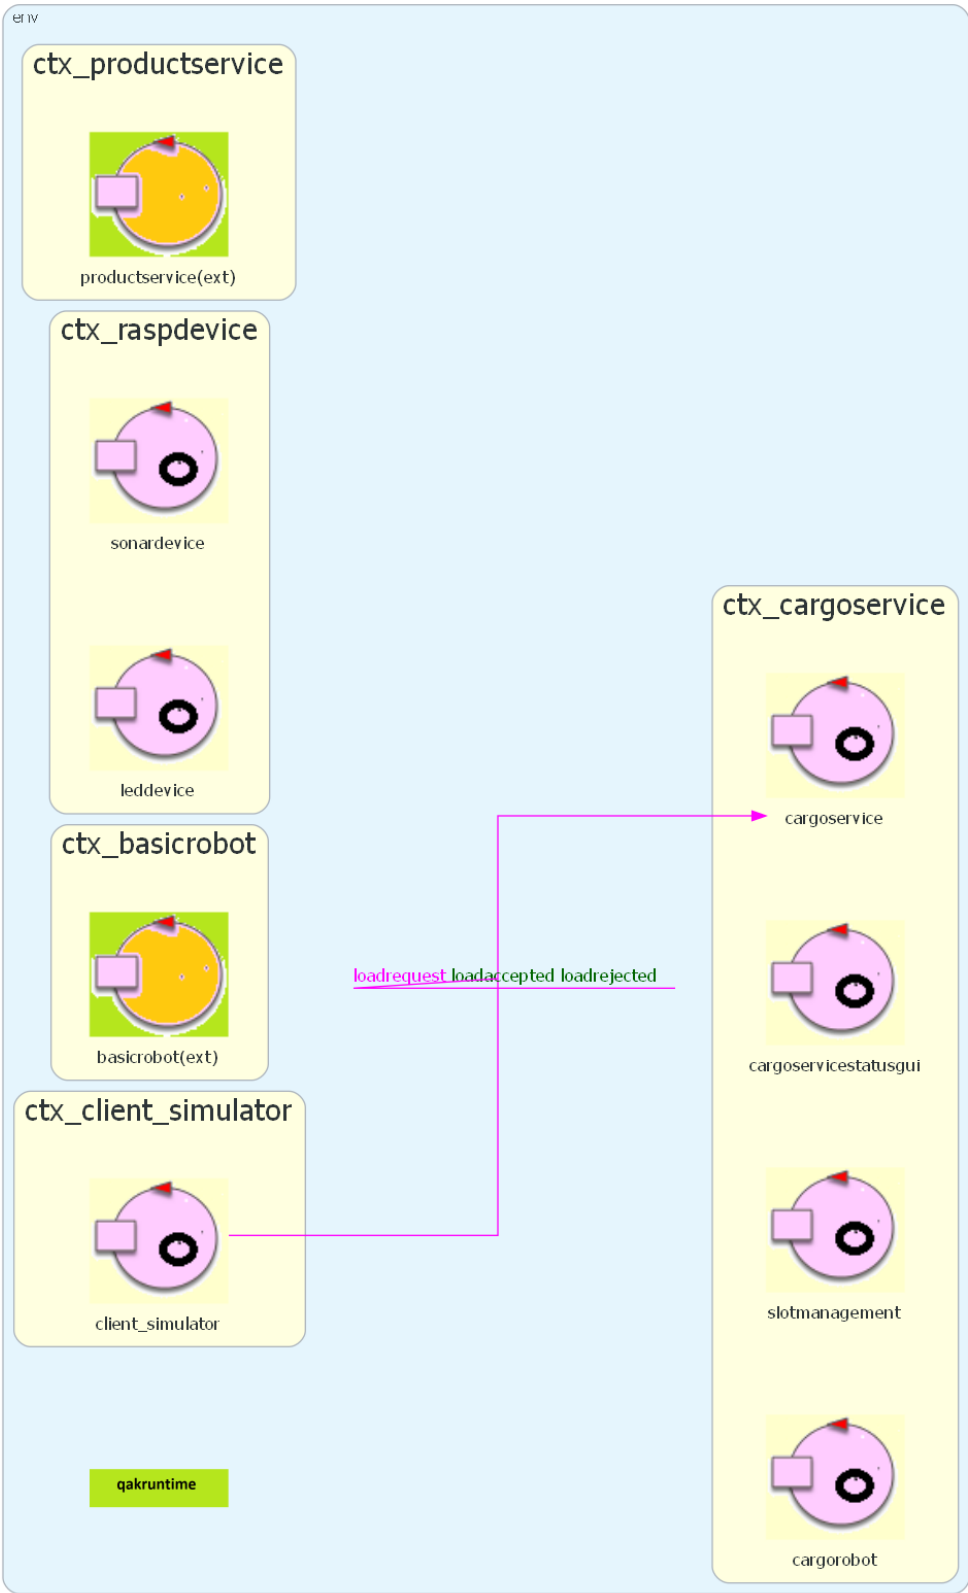 env
ctx_productservice
productservice(ext)
ctx_raspdevice
sonardevice
leddevice
ctx_cargoservice
cargoservice
ctx_basicrobot
basicrobot(ext)
loadrequest loadaccepted loadrejected
cargoservicestatusgui
ctx_client_simulator
client_simulator
slotmanagement
qakruntime
cargorobot